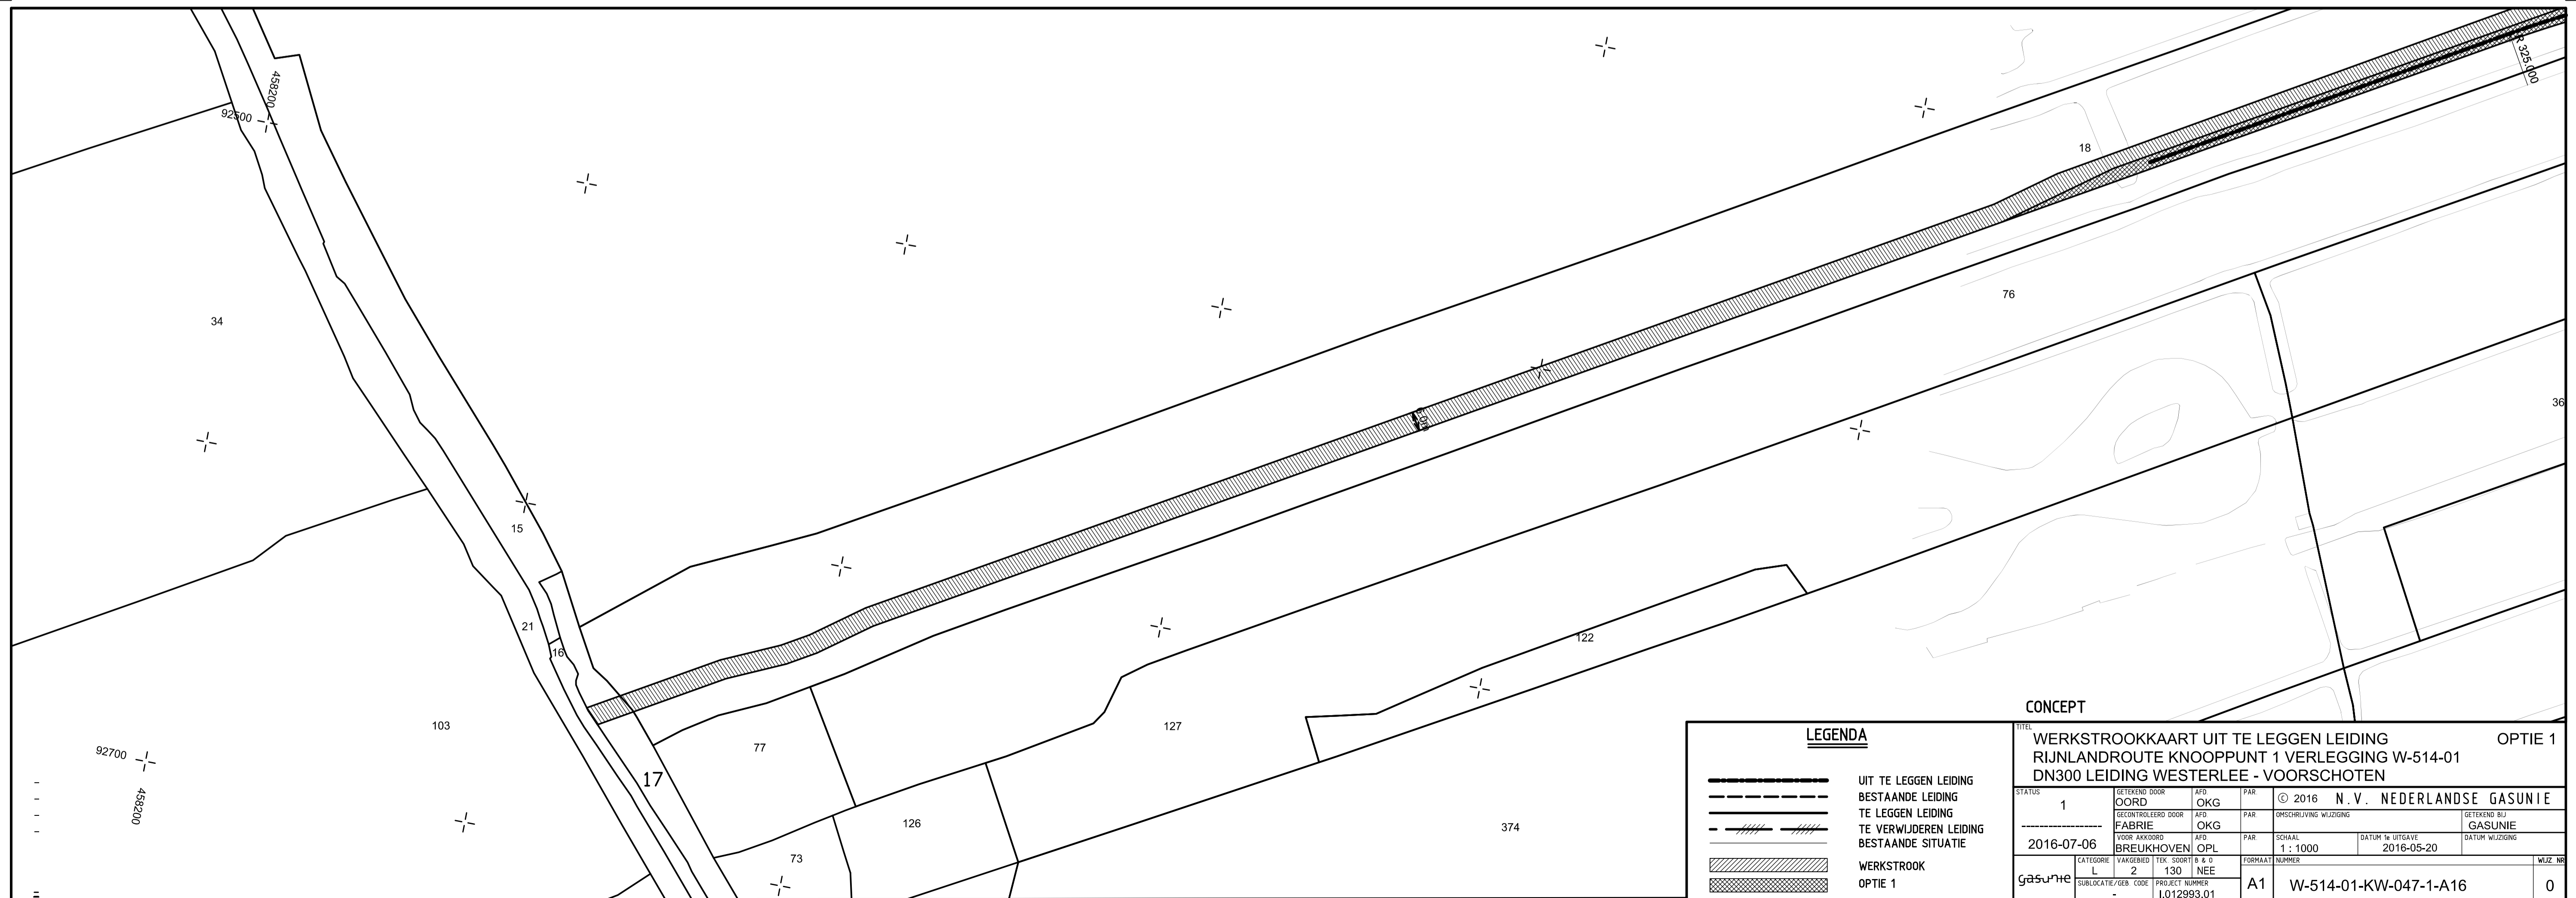 458200
92500
R 325.000
18
34
76
36
6.000
15
21
16
122
103
127
77
17
92700
458200
126
374
73
CONCEPT
LEGENDA
UIT TE LEGGEN LEIDING
BESTAANDE LEIDING
TE LEGGEN LEIDING
TE VERWIJDEREN LEIDING
BESTAANDE SITUATIE
WERKSTROOK
OPTIE 1
TITEL
WERKSTROOKKAART UIT TE LEGGEN LEIDING OPTIE 1
RIJNLANDROUTE KNOOPPUNT 1 VERLEGGING W-514-01
DN300 LEIDING WESTERLEE - VOORSCHOTEN
STATUS GETEKEND DOOR AFD. PAR.
1 OORD OKG © 2016 N.V. NEDERLANDSE GASUNIE
GECONTROLEERD DOOR AFD. PAR. OMSCHRIJVING WIJZIGING GETEKEND BIJ
FABRIE OKG GASUNIE
VOOR AKKOORD AFD. PAR. SCHAAL DATUM 1e UITGAVE DATUM WIJZIGING
2016-07-06 BREUKHOVEN OPL 1 : 1000 2016-05-20
CATEGORIE VAKGEBIED TEK. SOORT B & O FORMAAT NUMMER WIJZ. NR
L 2 130 NEE
gasunie SUBLOCATIE/GEB. CODE PROJECT NUMMER A1 W-514-01-KW-047-1-A16 0
- I.012993.01